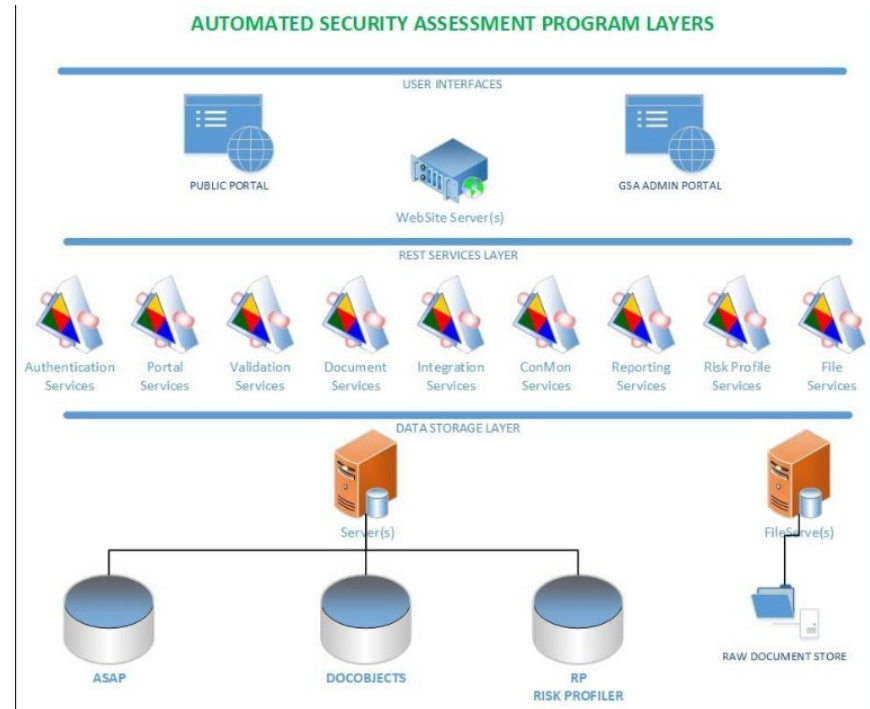 AUTOMATED SECURITY ASSESSMENT PROGRAM LAYERS
USER INTERFACES
PUBLIC PORTAL
GSA ADMIN PORTAL
WebSite Server(s)
REST SERVICES LAYER
Authentication Services
Portal Services
Validation Services
Document Services
Integration Services
ConMon Services
Reporting Services
Risk Profile Services
File Services
DATA STORAGE LAYER
Server(s)
FileServe(s)
ASAP
DOCOBJECTS
RP
RISK PROFILER
RAW DOCUMENT STORE